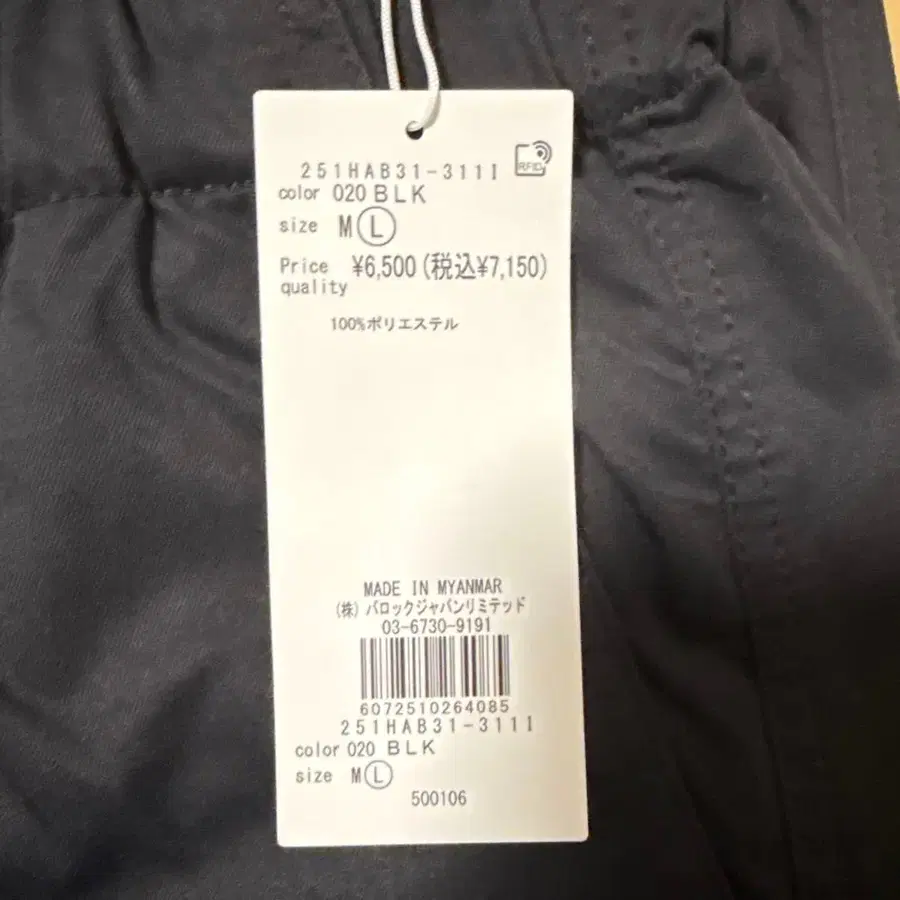 251HAB31-311I
RFID
color 020 BLK
size M L
Price ¥6,500(税込¥7,150)
quality
100%ポリエステル
MADE IN MYANMAR
(株)バロックジャパンリミテッド
03-6730-9191
6072510264085
251HAB31-311I
color 020 BLK
size M L
500106